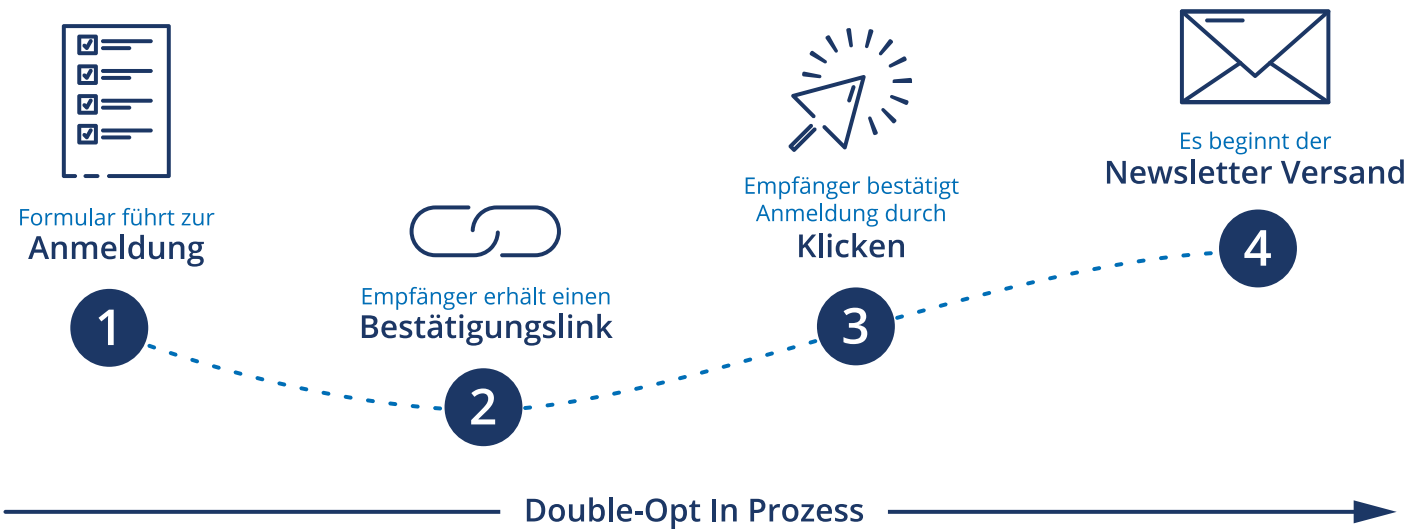 Formular führt zur
Anmeldung
1
Empfänger erhält einen
Bestätigungslink
2
Empfänger bestätigt
Anmeldung durch
Klicken
3
Es beginnt der
Newsletter Versand
4
Double-Opt In Prozess